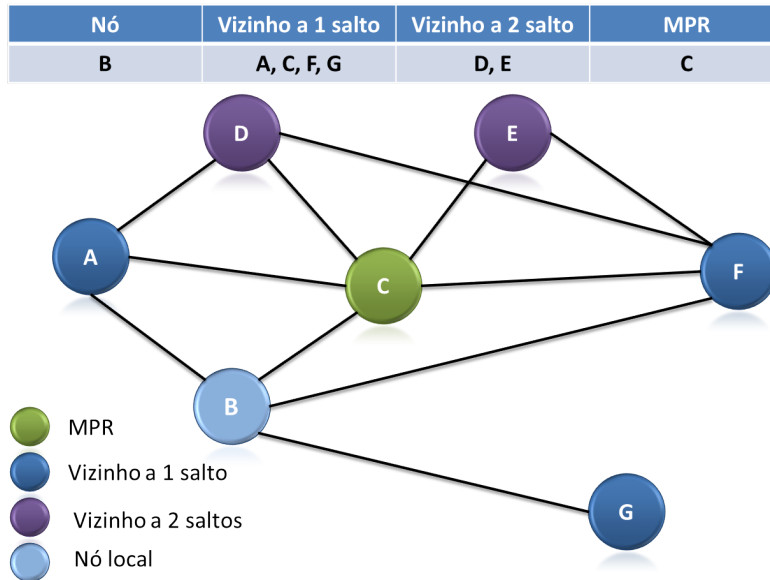 Nó Vizinho a 1 salto Vizinho a 2 salto MPR
B A, C, F, G D, E C
D E
A
C
F
B
MPR
Vizinho a 1 salto
G
Vizinho a 2 saltos
Nó local